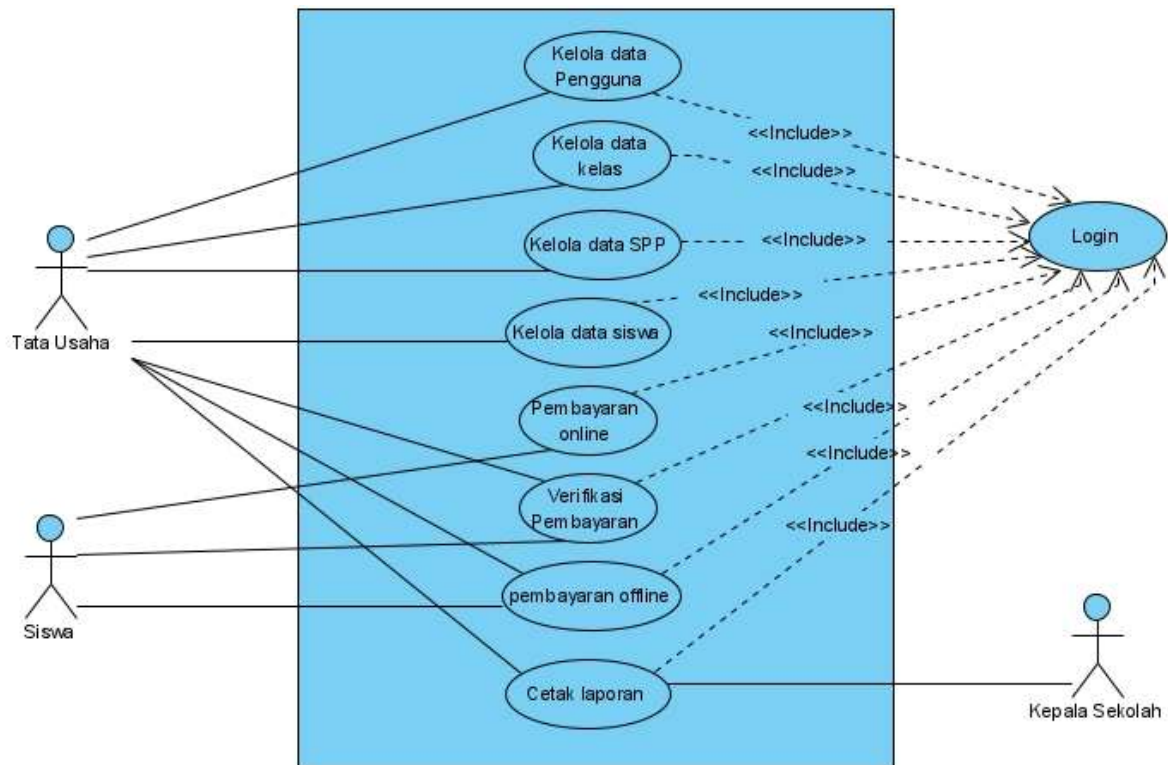 Kelola data
Pengguna
<<Include>>
Kelola data
kelas
<<Include>>
Kelola data SPP
<<Include>>
Login
<<Include>>
Kelola data siswa
Tata Usaha
<<Include>>
Pembayaran
online
<<Include>>
Verifikasi
Pembayaran
<<Include>>
<<Include>>
pembayaran offline
Siswa
Cetak laporan
Kepala Sekolah